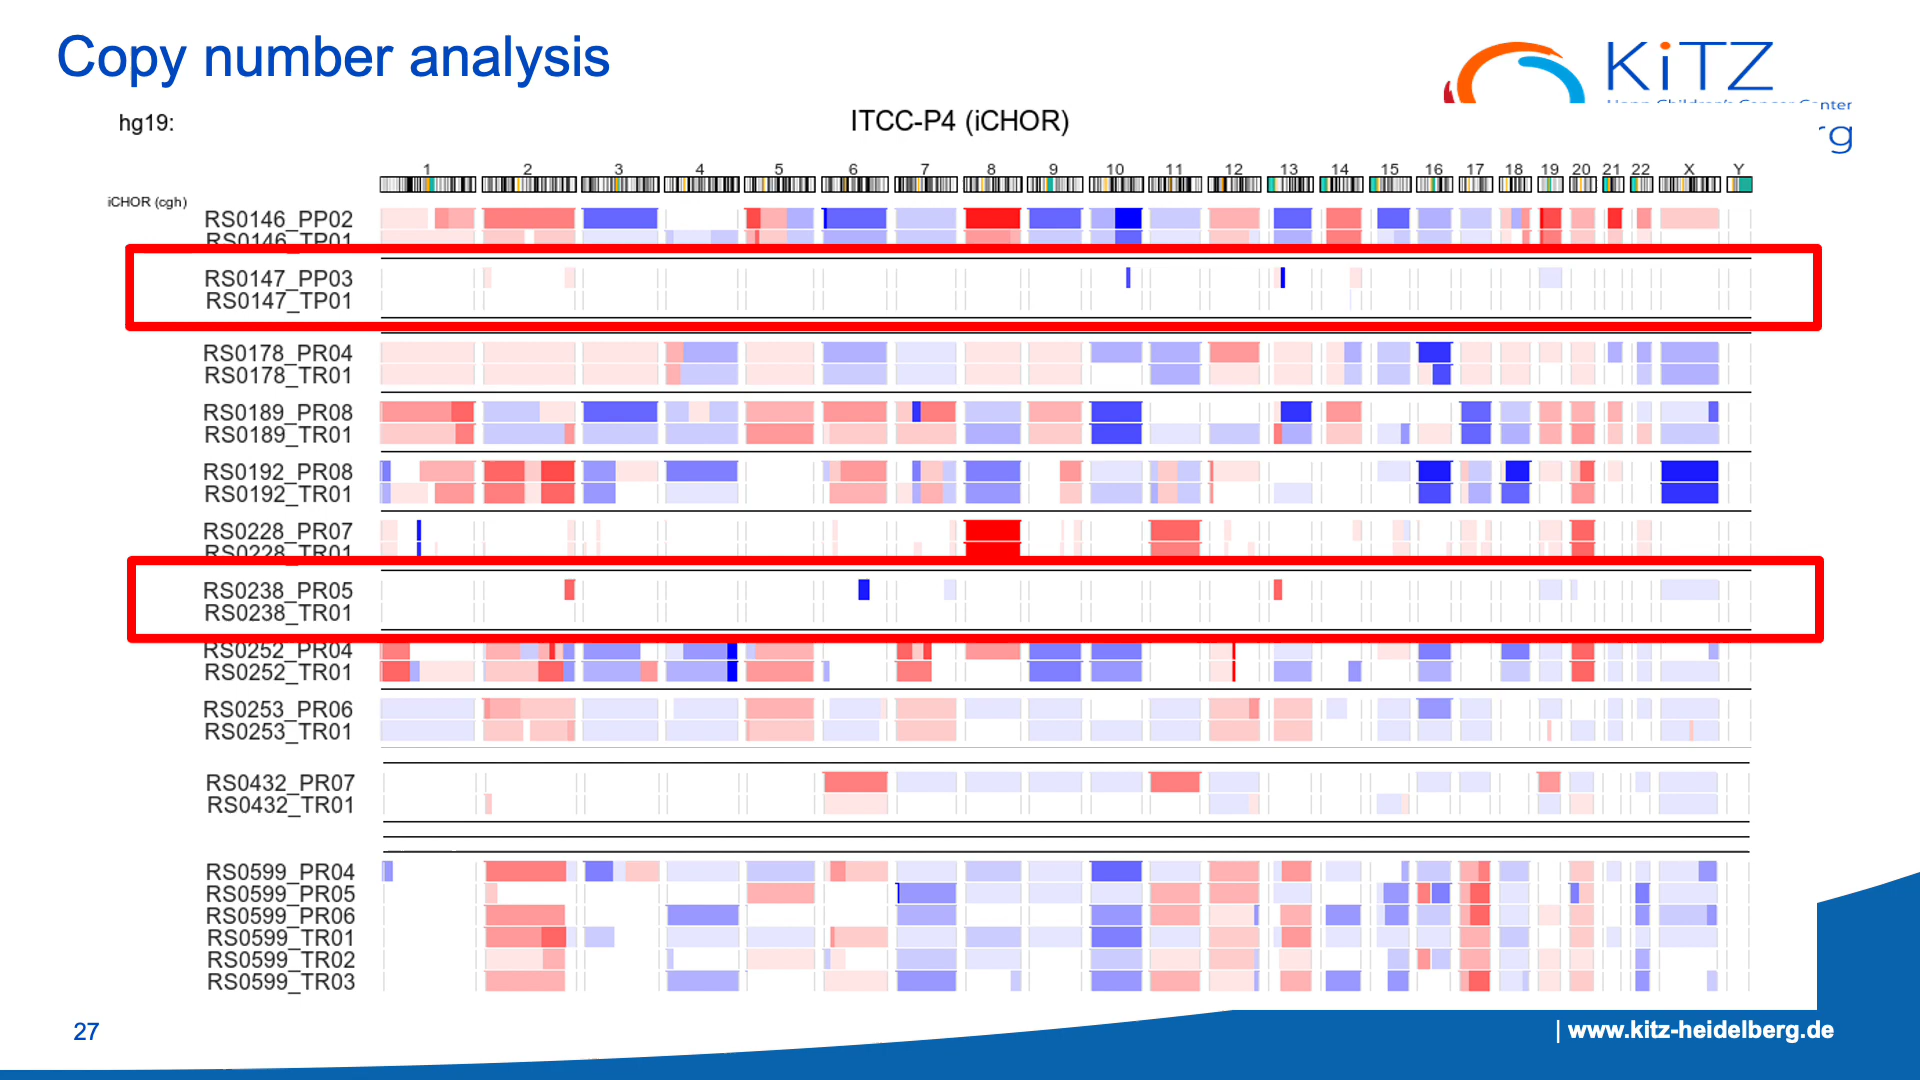 Copy number analysis
KiTZ
hg19:
ITCC-P4 (iCHOR)
1 2 3 4 5 6 7 8 9 10 11 12 13 14 15 16 17 18 19 20 21 22 X Y
iCHOR (cgh)
RS0146_PP02
RS0146_TP01
RS0147_PP03
RS0147_TP01
RS0178_PR04
RS0178_TR01
RS0189_PR08
RS0189_TR01
RS0192_PR08
RS0192_TR01
RS0228_PR07
RS0228_TR01
RS0238_PR05
RS0238_TR01
RS0252_PR04
RS0252_TR01
RS0253_PR06
RS0253_TR01
RS0432_PR07
RS0432_TR01
RS0599_PR04
RS0599_PR05
RS0599_PR06
RS0599_TR01
RS0599_TR02
RS0599_TR03
27
| www.kitz-heidelberg.de